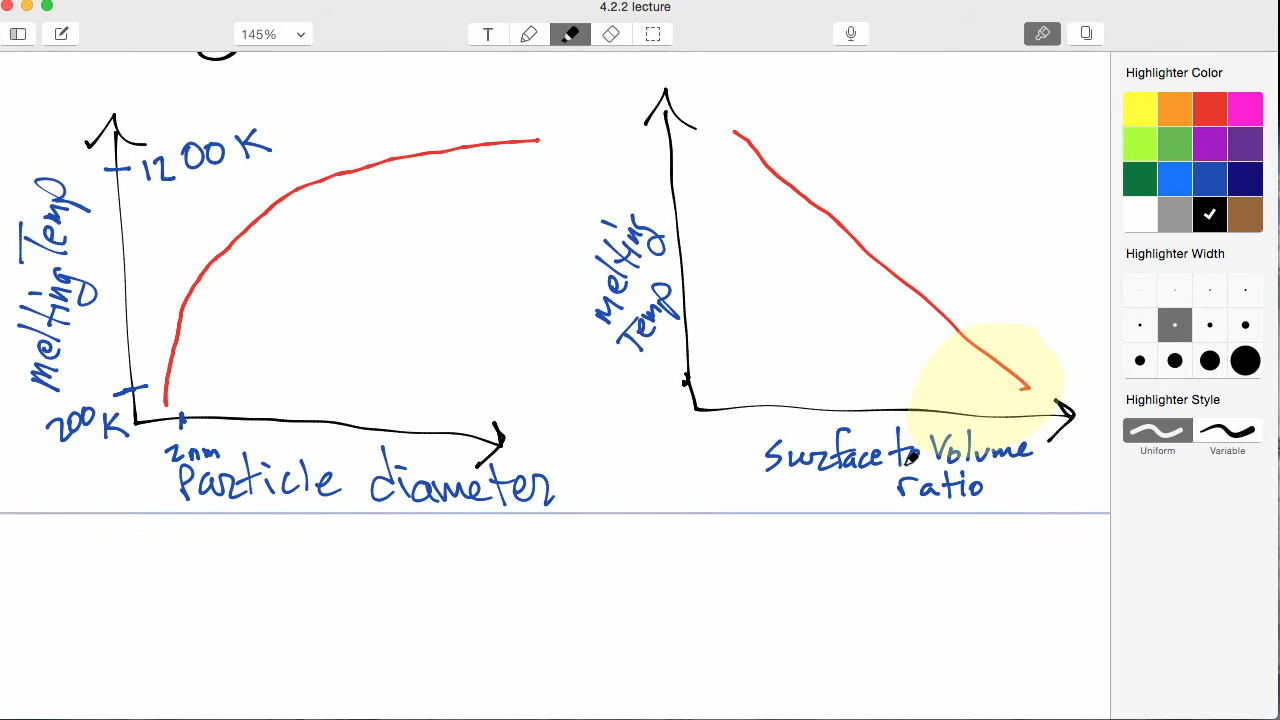 4.2.2 lecture
145%
T
Highlighter Color
Highlighter Width
Highlighter Style
Uniform
Variable
1200 K
melting Temp
200 K
2nm
Particle diameter
melting
Temp
Surface to Volume
ratio